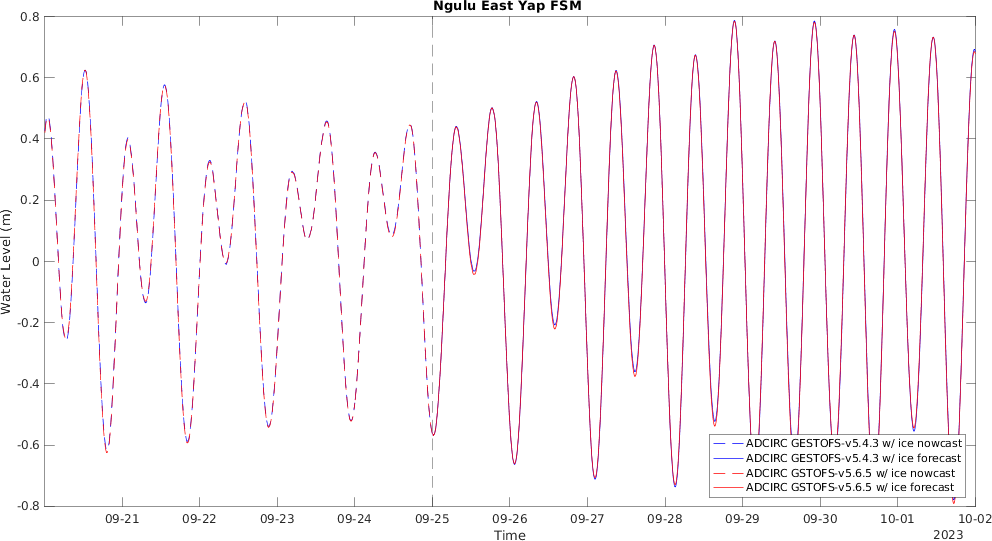 Ngulu East Yap FSM
0.8
0.6
0.4
0.2
0
-0.2
-0.4
-0.6
-0.8
Water Level (m)
ADCIRC GESTOFS-v5.4.3 w/ ice nowcast
ADCIRC GESTOFS-v5.4.3 w/ ice forecast
ADCIRC GSTOFS-v5.6.5 w/ ice nowcast
ADCIRC GSTOFS-v5.6.5 w/ ice forecast
09-21 09-22 09-23 09-24 09-25 09-26 09-27 09-28 09-29 09-30 10-01 10-02
Time
2023